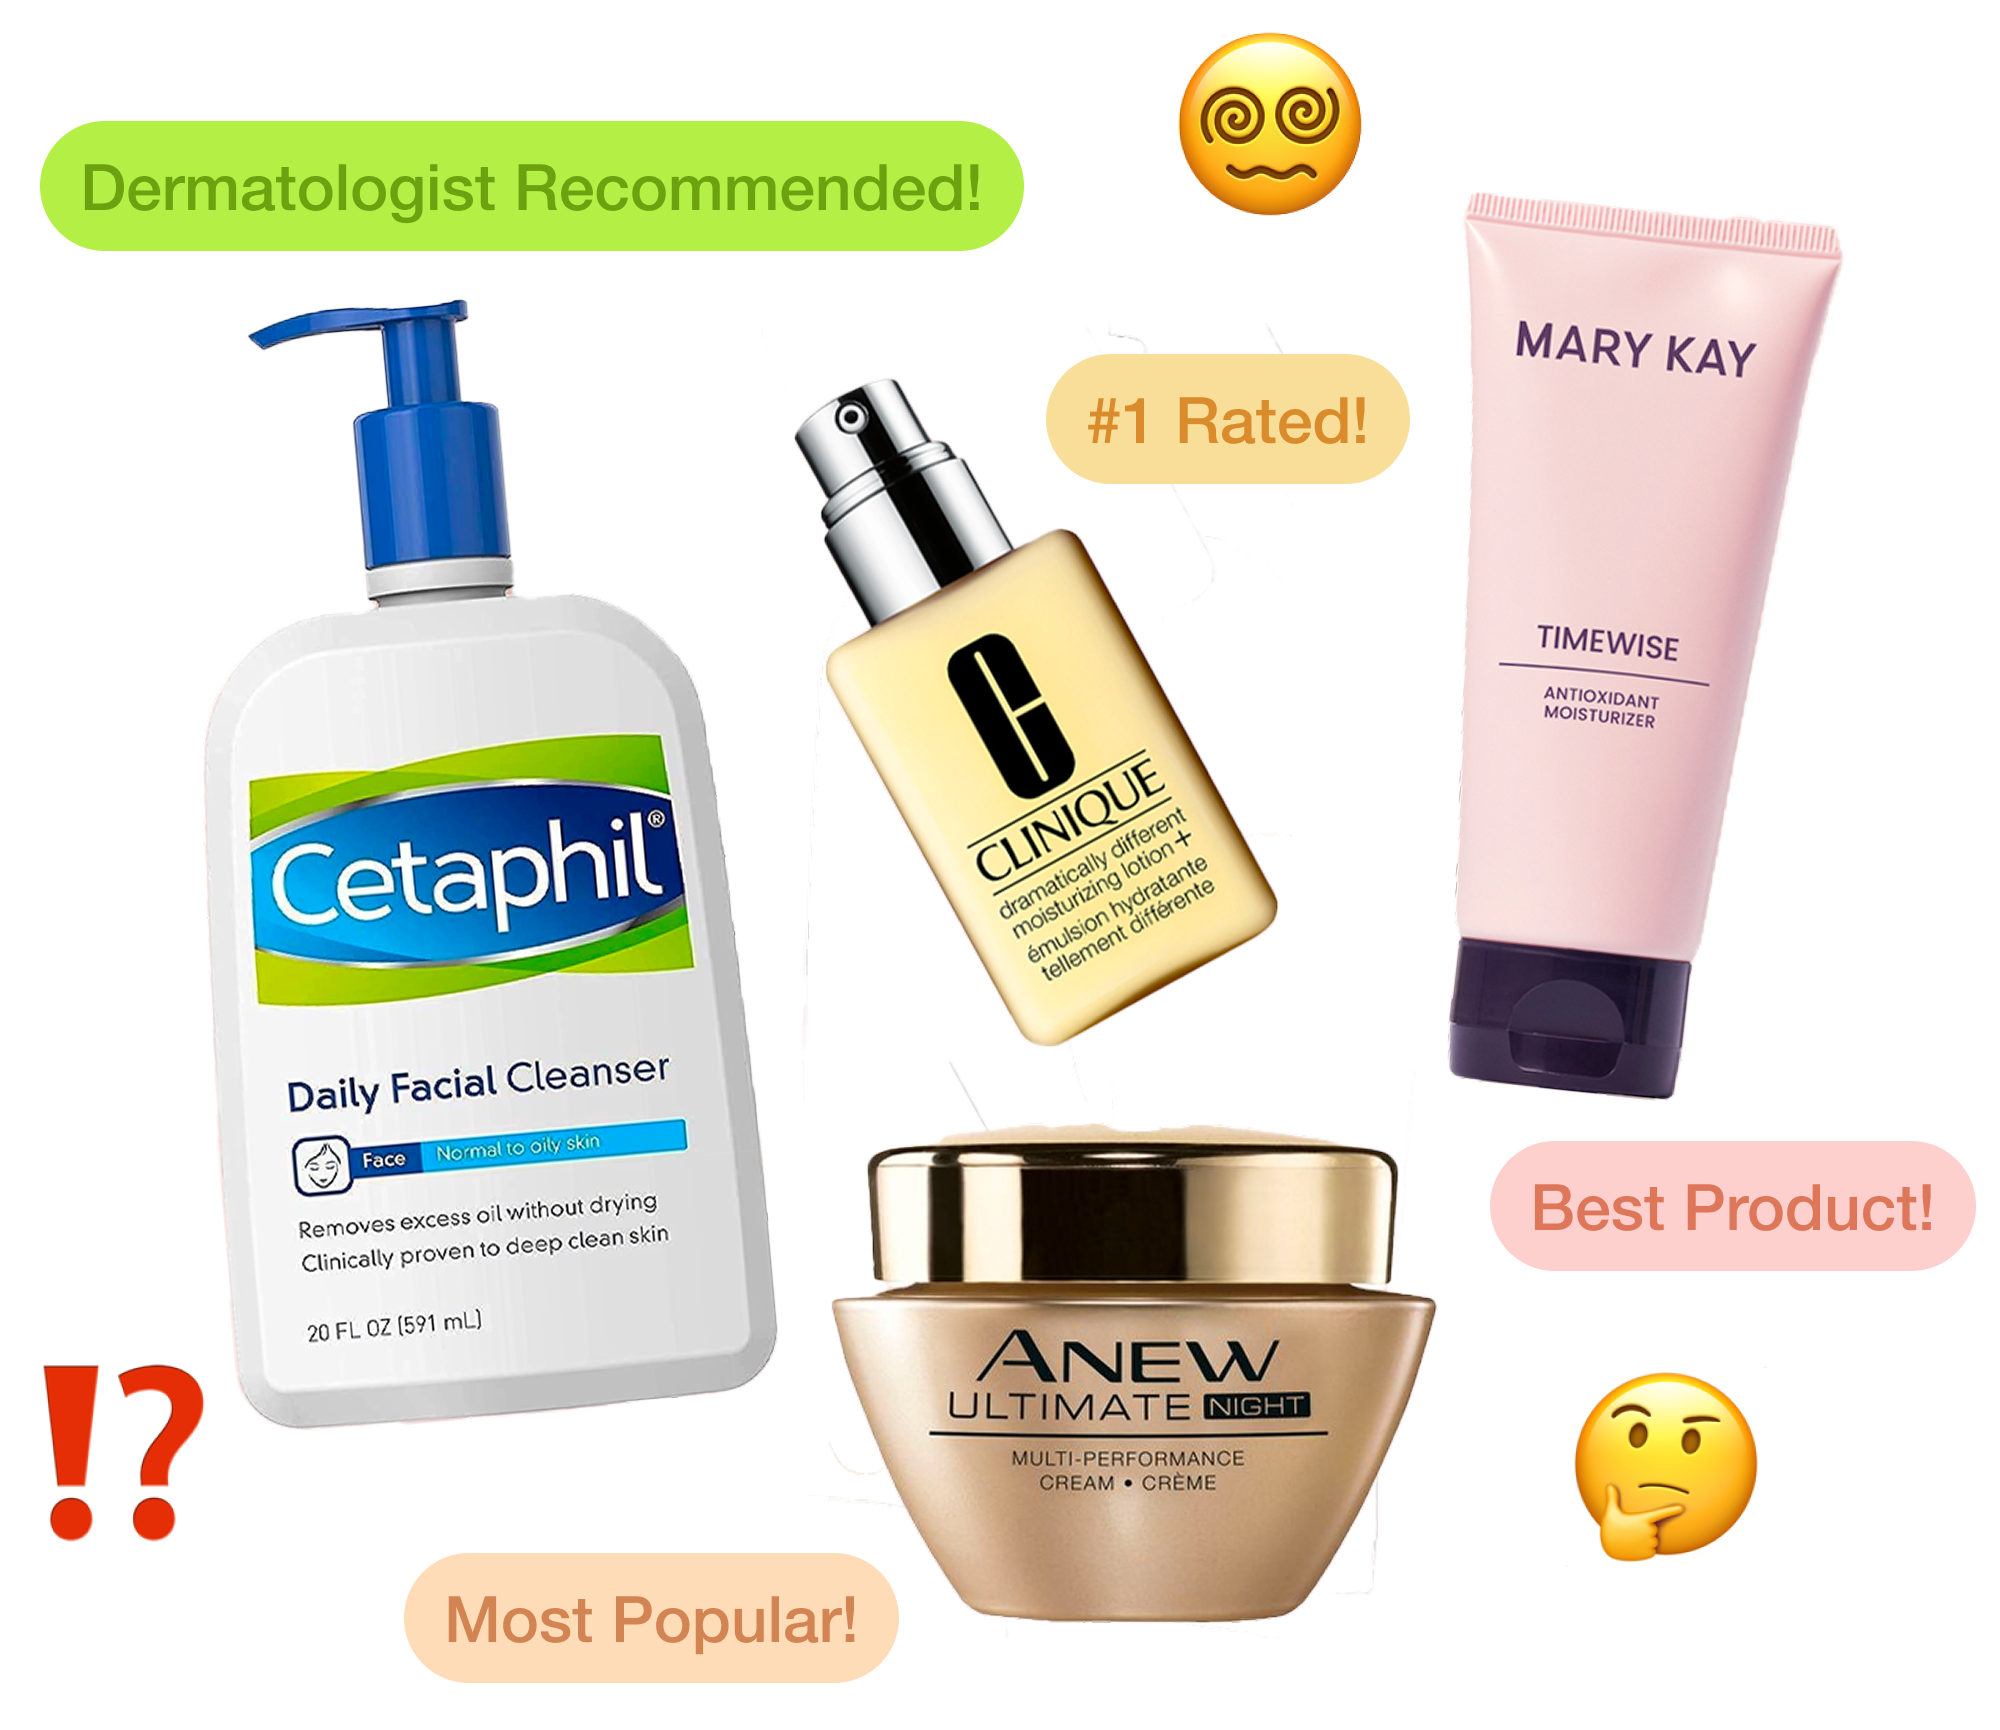 Dermatologist Recommended!
Cetaphil®
Daily Facial Cleanser
Face Normal to oily skin
Removes excess oil without drying
Clinically proven to deep clean skin
20 FL OZ (591 mL)
#1 Rated!
C
CLINIQUE
dramatically different
moisturizing lotion+
émulsion hydratante
tellement différente
MARY KAY
TIMEWISE
ANTIOXIDANT
MOISTURIZER
Best Product!
ANEW
ULTIMATE NIGHT
MULTI-PERFORMANCE
CREAM • CRÈME
Most Popular!
⁉